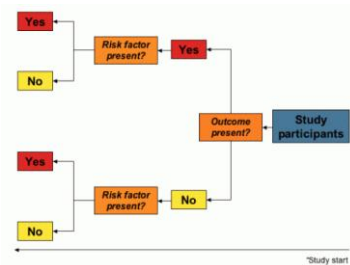 Yes
Risk factor
present?
Yes
No
Outcome
present?
Study
participants
Yes
Risk factor
present?
No
No
*Study start